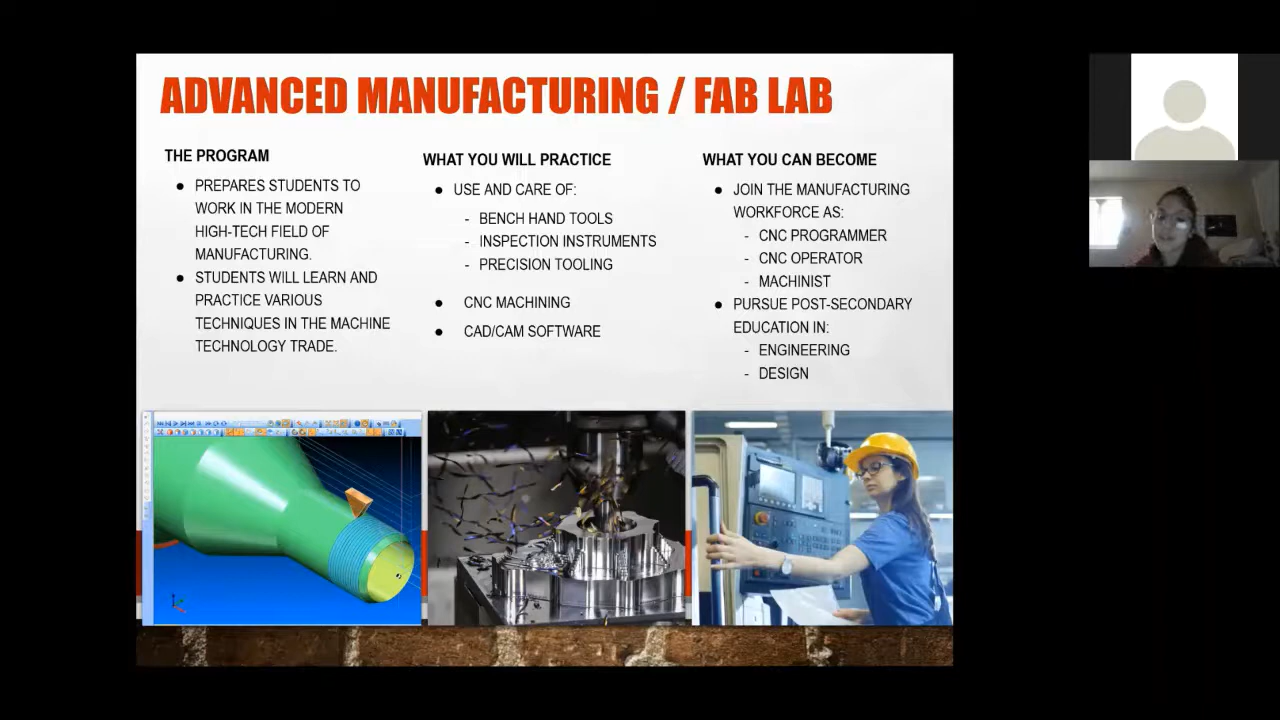 ADVANCED MANUFACTURING / FAB LAB
THE PROGRAM
● PREPARES STUDENTS TO
WORK IN THE MODERN
HIGH-TECH FIELD OF
MANUFACTURING.
● STUDENTS WILL LEARN AND
PRACTICE VARIOUS
TECHNIQUES IN THE MACHINE
TECHNOLOGY TRADE.
WHAT YOU WILL PRACTICE
● USE AND CARE OF:
- BENCH HAND TOOLS
- INSPECTION INSTRUMENTS
- PRECISION TOOLING
● CNC MACHINING
● CAD/CAM SOFTWARE
WHAT YOU CAN BECOME
● JOIN THE MANUFACTURING
WORKFORCE AS:
- CNC PROGRAMMER
- CNC OPERATOR
- MACHINIST
● PURSUE POST-SECONDARY
EDUCATION IN:
- ENGINEERING
- DESIGN